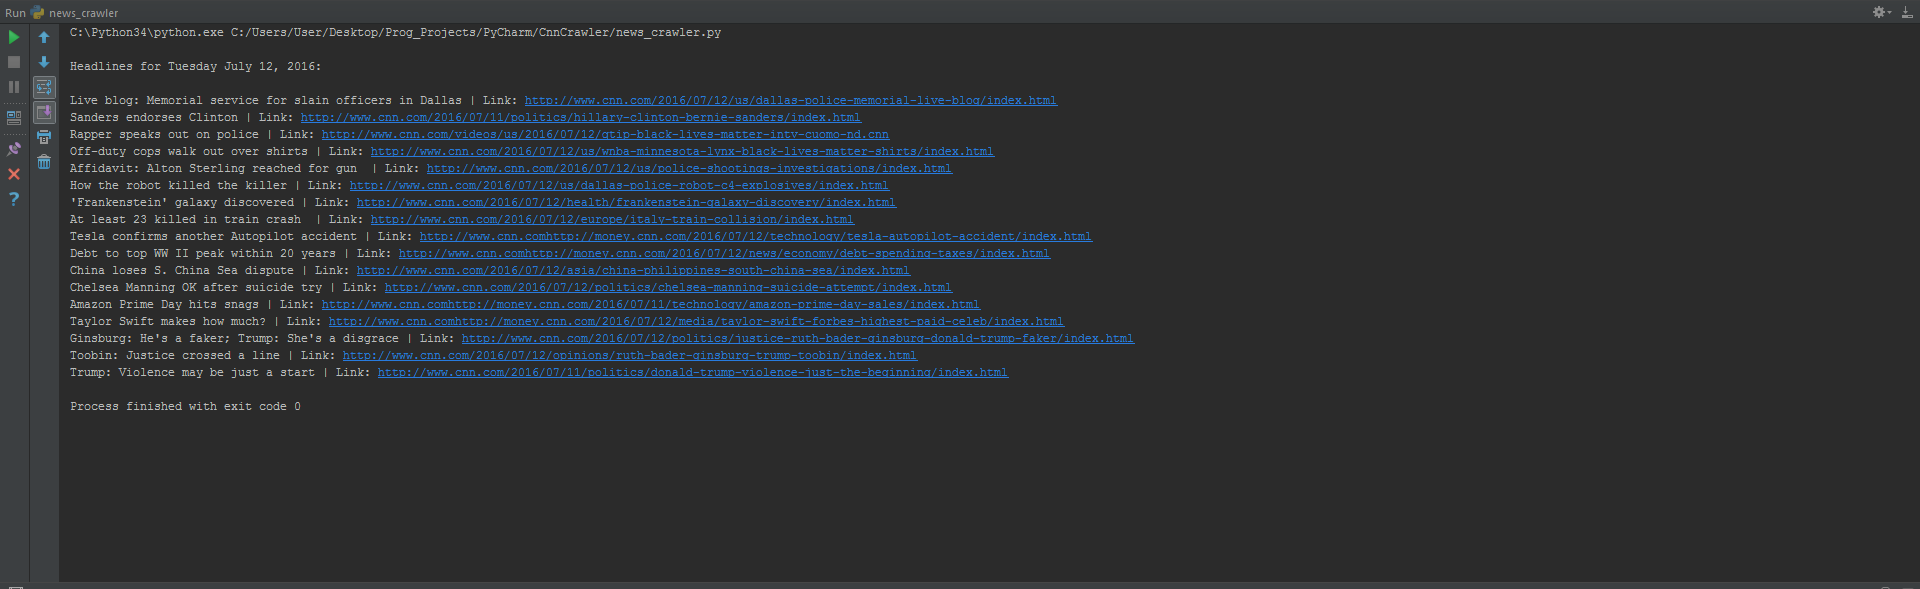 Run news_crawler
C:\Python34\python.exe C:/Users/User/Desktop/Prog_Projects/PyCharm/CnnCrawler/news_crawler.py
Headlines for Tuesday July 12, 2016:
Live blog: Memorial service for slain officers in Dallas | Link: http://www.cnn.com/2016/07/12/us/dallas-police-memorial-live-blog/index.html
Sanders endorses Clinton | Link: http://www.cnn.com/2016/07/11/politics/hillary-clinton-bernie-sanders/index.html
Rapper speaks out on police | Link: http://www.cnn.com/videos/us/2016/07/12/qtip-black-lives-matter-intv-cuomo-nd.cnn
Off-duty cops walk out over shirts | Link: http://www.cnn.com/2016/07/12/us/wnba-minnesota-lynx-black-lives-matter-shirts/index.html
Affidavit: Alton Sterling reached for gun  | Link: http://www.cnn.com/2016/07/12/us/police-shootings-investigations/index.html
How the robot killed the killer | Link: http://www.cnn.com/2016/07/12/us/dallas-police-robot-c4-explosives/index.html
'Frankenstein' galaxy discovered | Link: http://www.cnn.com/2016/07/12/health/frankenstein-galaxy-discovery/index.html
At least 23 killed in train crash  | Link: http://www.cnn.com/2016/07/12/europe/italy-train-collision/index.html
Tesla confirms another Autopilot accident | Link: http://www.cnn.comhttp://money.cnn.com/2016/07/12/technology/tesla-autopilot-accident/index.html
Debt to top WW II peak within 20 years | Link: http://www.cnn.comhttp://money.cnn.com/2016/07/12/news/economy/debt-spending-taxes/index.html
China loses S. China Sea dispute | Link: http://www.cnn.com/2016/07/12/asia/china-philippines-south-china-sea/index.html
Chelsea Manning OK after suicide try | Link: http://www.cnn.com/2016/07/12/politics/chelsea-manning-suicide-attempt/index.html
Amazon Prime Day hits snags | Link: http://www.cnn.comhttp://money.cnn.com/2016/07/11/technology/amazon-prime-day-sales/index.html
Taylor Swift makes how much? | Link: http://www.cnn.comhttp://money.cnn.com/2016/07/12/media/taylor-swift-forbes-highest-paid-celeb/index.html
Ginsburg: He's a faker; Trump: She's a disgrace | Link: http://www.cnn.com/2016/07/12/politics/justice-ruth-bader-ginsburg-donald-trump-faker/index.html
Toobin: Justice crossed a line | Link: http://www.cnn.com/2016/07/12/opinions/ruth-bader-ginsburg-trump-toobin/index.html
Trump: Violence may be just a start | Link: http://www.cnn.com/2016/07/11/politics/donald-trump-violence-just-the-beginning/index.html
Process finished with exit code 0